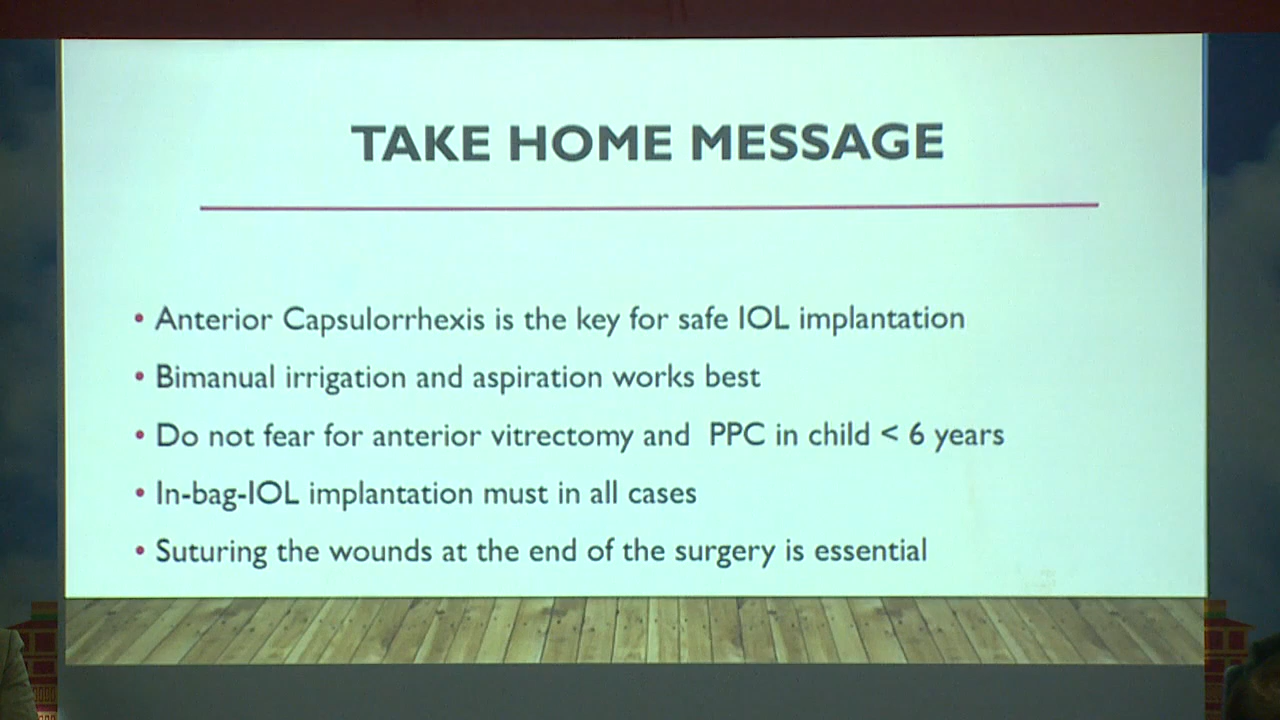 TAKE HOME MESSAGE
• Anterior Capsulorrhexis is the key for safe IOL implantation
• Bimanual irrigation and aspiration works best
• Do not fear for anterior vitrectomy and PPC in child < 6 years
• In-bag-IOL implantation must in all cases
• Suturing the wounds at the end of the surgery is essential